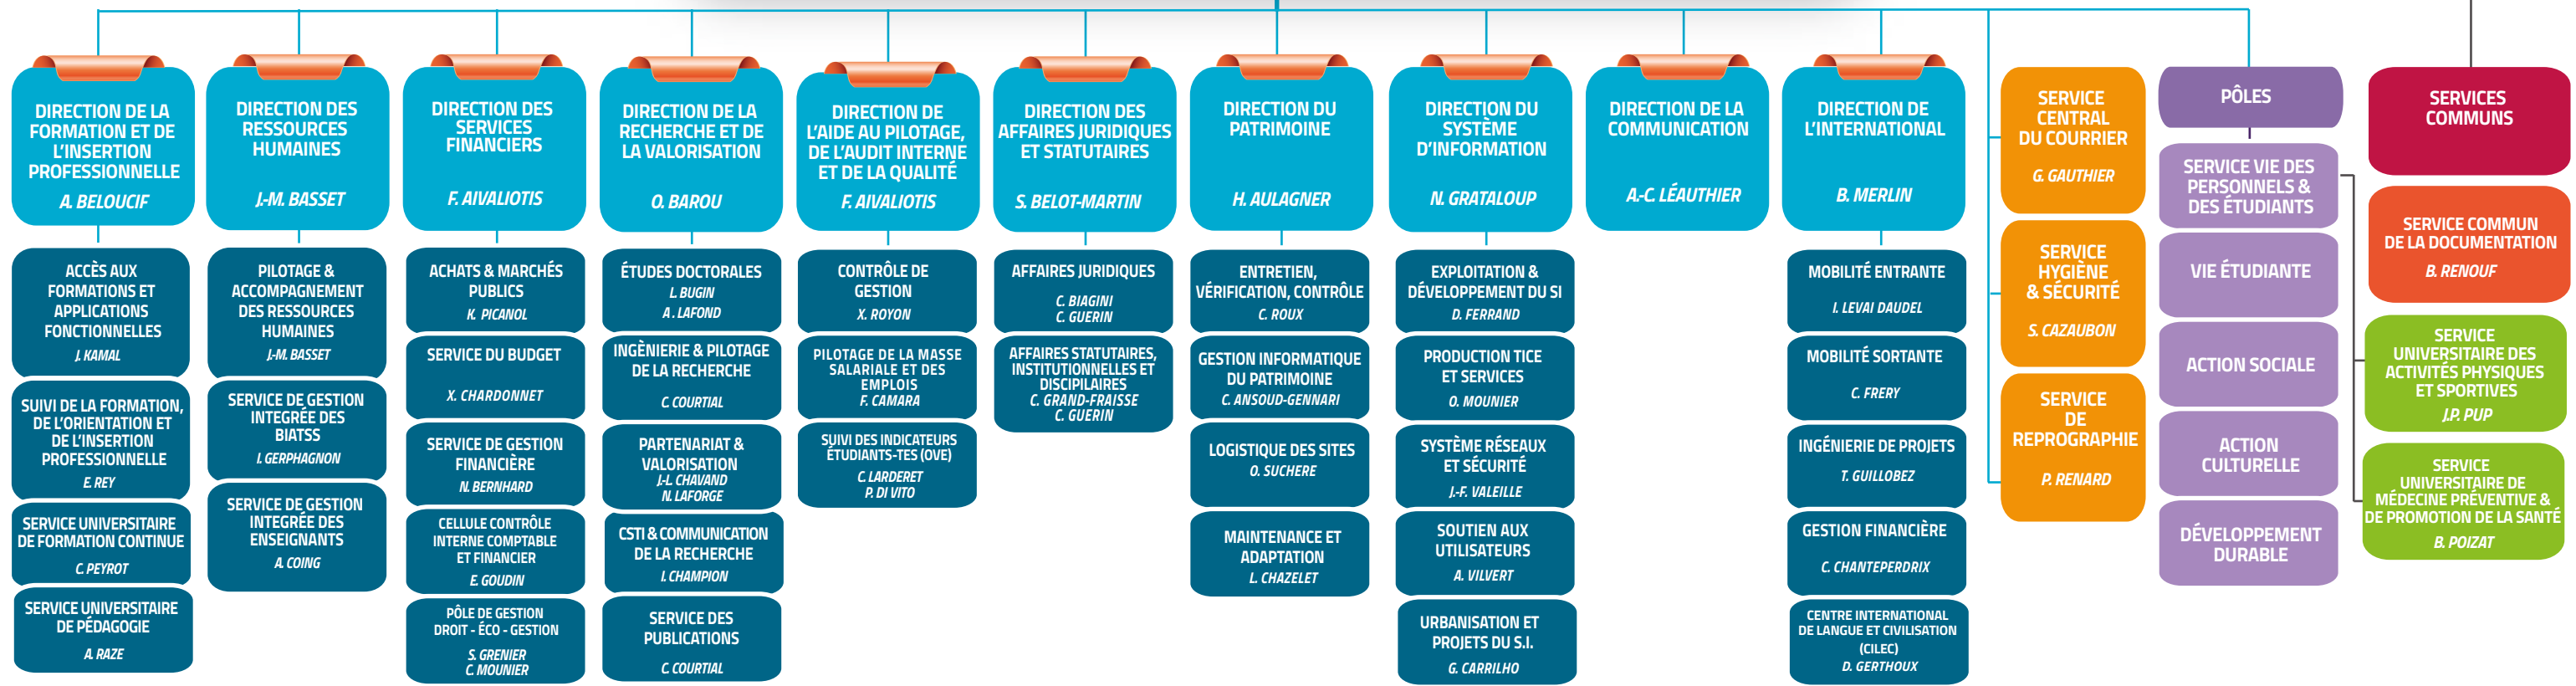 DIRECTION DE LA
FORMATION ET DE
L'INSERTION
PROFESSIONNELLE
A. BELOUCIF
ACCÈS AUX
FORMATIONS ET
APPLICATIONS
FONCTIONNELLES
J. KAMAL
SUIVI DE LA FORMATION,
DE L'ORIENTATION ET
DE L'INSERTION
PROFESSIONNELLE
E. REY
SERVICE UNIVERSITAIRE
DE FORMATION CONTINUE
C. PEYROT
SERVICE UNIVERSITAIRE
DE PÉDAGOGIE
A. RAZE
DIRECTION DES
RESSOURCES
HUMAINES
J.-M. BASSET
PILOTAGE &
ACCOMPAGNEMENT
DES RESSOURCES
HUMAINES
J.-M. BASSET
SERVICE DE GESTION
INTEGRÉE DES
BIATSS
I. GERPHAGNON
SERVICE DE GESTION
INTEGRÉE DES
ENSEIGNANTS
A. COING
DIRECTION DES
SERVICES
FINANCIERS
F. AIVALIOTIS
ACHATS & MARCHÉS
PUBLICS
K. PICANOL
SERVICE DU BUDGET
X. CHARDONNET
SERVICE DE GESTION
FINANCIÈRE
N. BERNHARD
CELLULE CONTRÔLE
INTERNE COMPTABLE
ET FINANCIER
E. GOUDIN
PÔLE DE GESTION
DROIT - ÉCO - GESTION
S. GRENIER
C. MOUNIER
DIRECTION DE LA
RECHERCHE ET DE
LA VALORISATION
O. BAROU
ÉTUDES DOCTORALES
L. BUGIN
A . LAFOND
INGÈNIERIE & PILOTAGE
DE LA RECHERCHE
C. COURTIAL
PARTENARIAT &
VALORISATION
J.-L. CHAVAND
N. LAFORGE
CSTI & COMMUNICATION
DE LA RECHERCHE
I. CHAMPION
SERVICE DES
PUBLICATIONS
C. COURTIAL
DIRECTION DE
L'AIDE AU PILOTAGE,
DE L'AUDIT INTERNE
ET DE LA QUALITÉ
F. AIVALIOTIS
CONTRÔLE DE
GESTION
X. ROYON
PILOTAGE DE LA MASSE
SALARIALE ET DES
EMPLOIS
F. CAMARA
SUIVI DES INDICATEURS
ÉTUDIANTS-TES (OVE)
C. LARDERET
P. DI VITO
DIRECTION DES
AFFAIRES JURIDIQUES
ET STATUTAIRES
S. BELOT-MARTIN
AFFAIRES JURIDIQUES
C. BIAGINI
C. GUERIN
AFFAIRES STATUTAIRES,
INSTITUTIONNELLES ET
DISCIPILAIRES
C. GRAND-FRAISSE
C. GUERIN
DIRECTION DU
PATRIMOINE
H. AULAGNER
ENTRETIEN,
VÉRIFICATION, CONTRÔLE
C. ROUX
GESTION INFORMATIQUE
DU PATRIMOINE
C. ANSOUD-GENNARI
LOGISTIQUE DES SITES
O. SUCHERE
MAINTENANCE ET
ADAPTATION
L. CHAZELET
DIRECTION DU
SYSTÈME
D'INFORMATION
N. GRATALOUP
EXPLOITATION &
DÉVELOPPEMENT DU SI
D. FERRAND
PRODUCTION TICE
ET SERVICES
O. MOUNIER
SYSTÈME RÉSEAUX
ET SÉCURITÉ
J.-F. VALEILLE
SOUTIEN AUX
UTILISATEURS
A. VILVERT
URBANISATION ET
PROJETS DU S.I.
G. CARRILHO
DIRECTION DE LA
COMMUNICATION
A.-C. LÉAUTHIER
DIRECTION DE
L'INTERNATIONAL
B. MERLIN
MOBILITÉ ENTRANTE
I. LEVAI DAUDEL
MOBILITÉ SORTANTE
C. FRERY
INGÉNIERIE DE PROJETS
T. GUILLOBEZ
GESTION FINANCIÈRE
C. CHANTEPERDRIX
CENTRE INTERNATIONAL
DE LANGUE ET CIVILISATION
(CILEC)
D. GERTHOUX
SERVICE
CENTRAL
DU COURRIER
G. GAUTHIER
SERVICE
HYGIÈNE
& SÉCURITÉ
S. CAZAUBON
SERVICE
DE
REPROGRAPHIE
P. RENARD
PÔLES
SERVICE VIE DES
PERSONNELS &
DES ÉTUDIANTS
VIE ÉTUDIANTE
ACTION SOCIALE
ACTION
CULTURELLE
DÉVELOPPEMENT
DURABLE
SERVICES
COMMUNS
SERVICE COMMUN
DE LA DOCUMENTATION
B. RENOUF
SERVICE
UNIVERSITAIRE DES
ACTIVITÉS PHYSIQUES
ET SPORTIVES
J.P. PUP
SERVICE
UNIVERSITAIRE DE
MÉDECINE PRÉVENTIVE &
DE PROMOTION DE LA SANTÉ
B. POIZAT